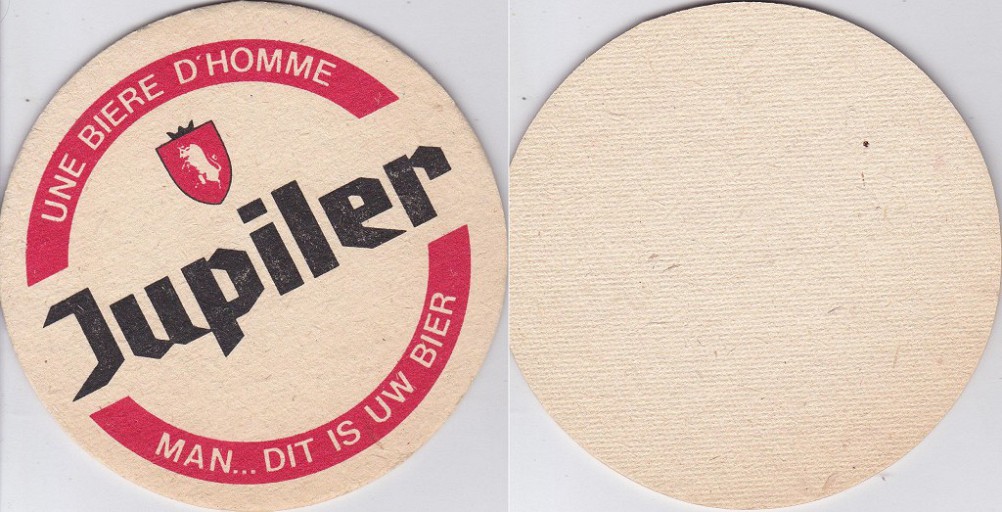 UNE BIERE D'HOMME
Jupiler
MAN... DIT IS UW BIER